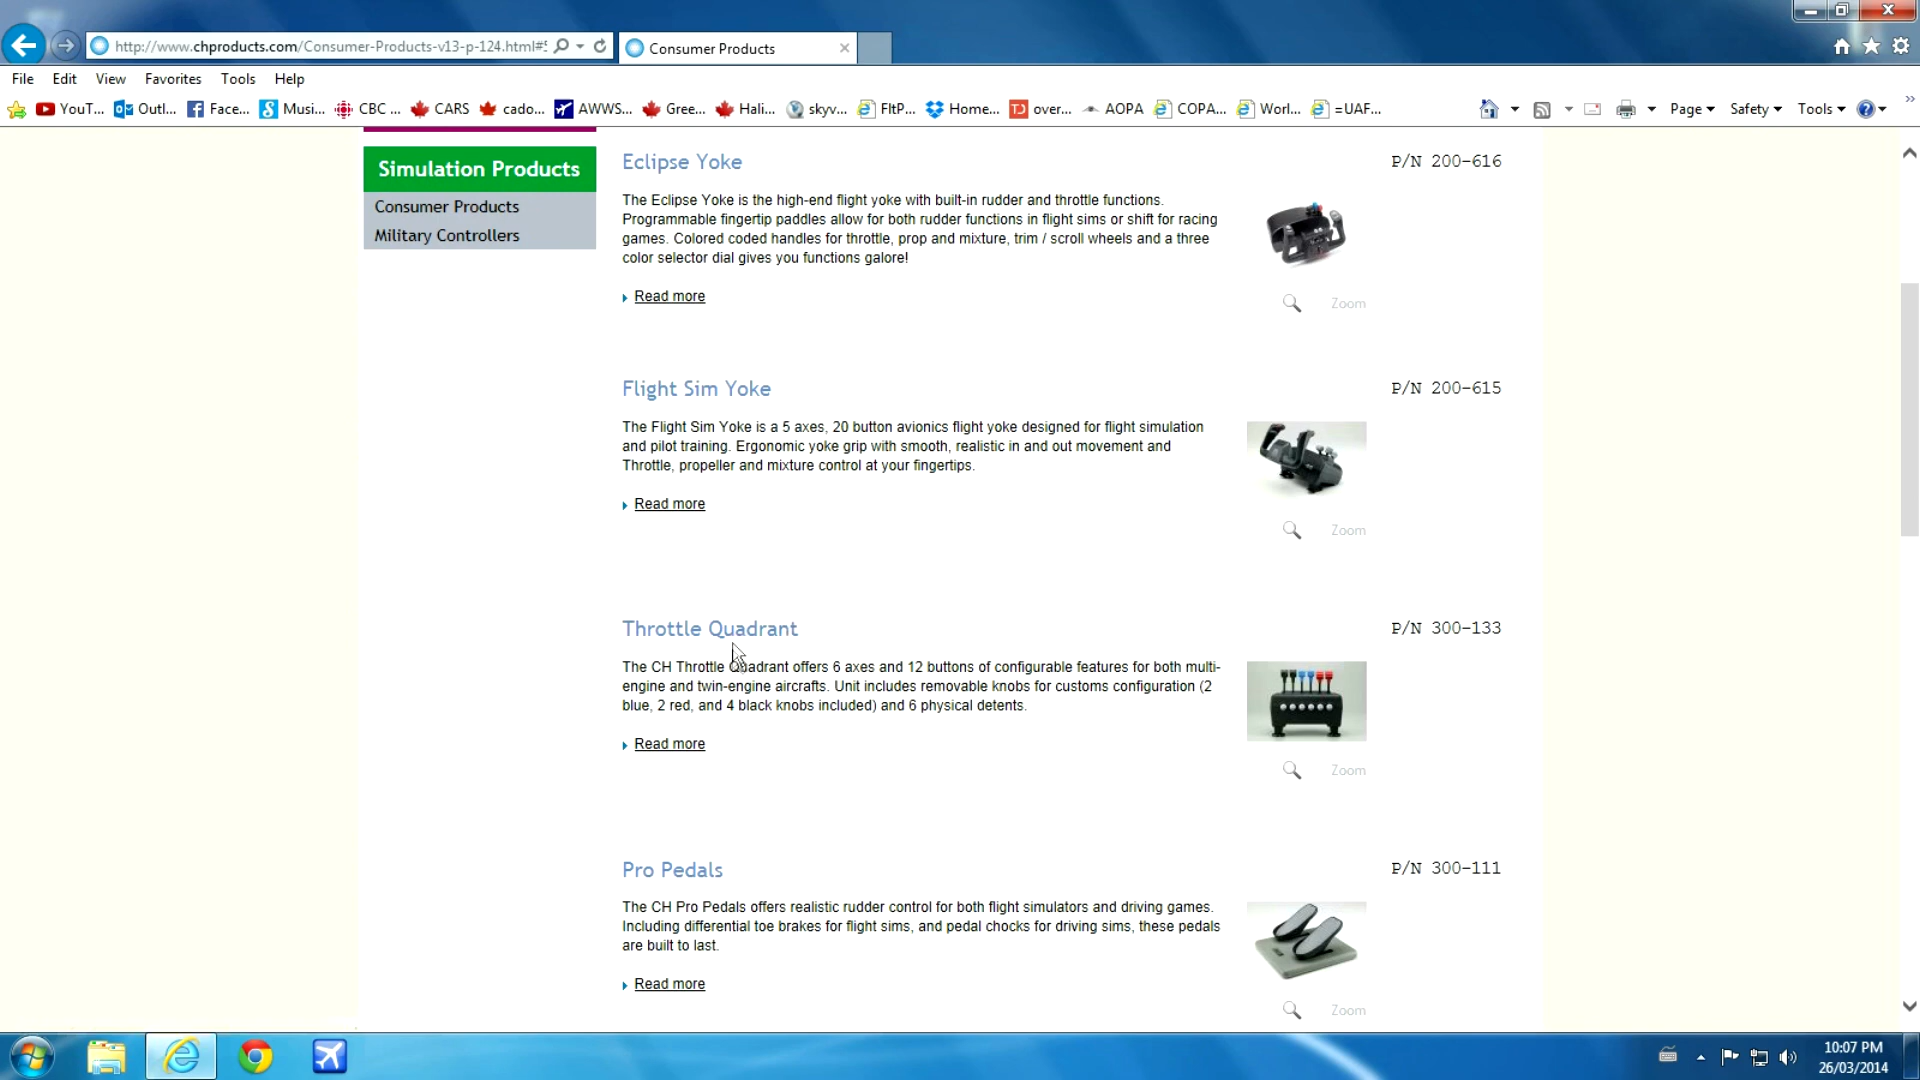 http://www.chproducts.com/Consumer-Products-v13-p-124.html#
Consumer Products
File Edit View Favorites Tools Help
YouT... Outl... Face... Musi... CBC ... CARS cado... AWWS... Gree... Hali... skyv... FltP... Home... over... AOPA COPA... Worl... =UAF...
Page Safety Tools
Simulation Products
Consumer Products
Military Controllers
Eclipse Yoke
P/N 200-616
The Eclipse Yoke is the high-end flight yoke with built-in rudder and throttle functions.
Programmable fingertip paddles allow for both rudder functions in flight sims or shift for racing
games. Colored coded handles for throttle, prop and mixture, trim / scroll wheels and a three
color selector dial gives you functions galore!
Read more
Zoom
Flight Sim Yoke
P/N 200-615
The Flight Sim Yoke is a 5 axes, 20 button avionics flight yoke designed for flight simulation
and pilot training. Ergonomic yoke grip with smooth, realistic in and out movement and
Throttle, propeller and mixture control at your fingertips.
Read more
Zoom
Throttle Quadrant
P/N 300-133
The CH Throttle Quadrant offers 6 axes and 12 buttons of configurable features for both multi-
engine and twin-engine aircrafts. Unit includes removable knobs for customs configuration (2
blue, 2 red, and 4 black knobs included) and 6 physical detents.
Read more
Zoom
Pro Pedals
P/N 300-111
The CH Pro Pedals offers realistic rudder control for both flight simulators and driving games.
Including differential toe brakes for flight sims, and pedal chocks for driving sims, these pedals
are built to last.
Read more
Zoom
10:07 PM
26/03/2014